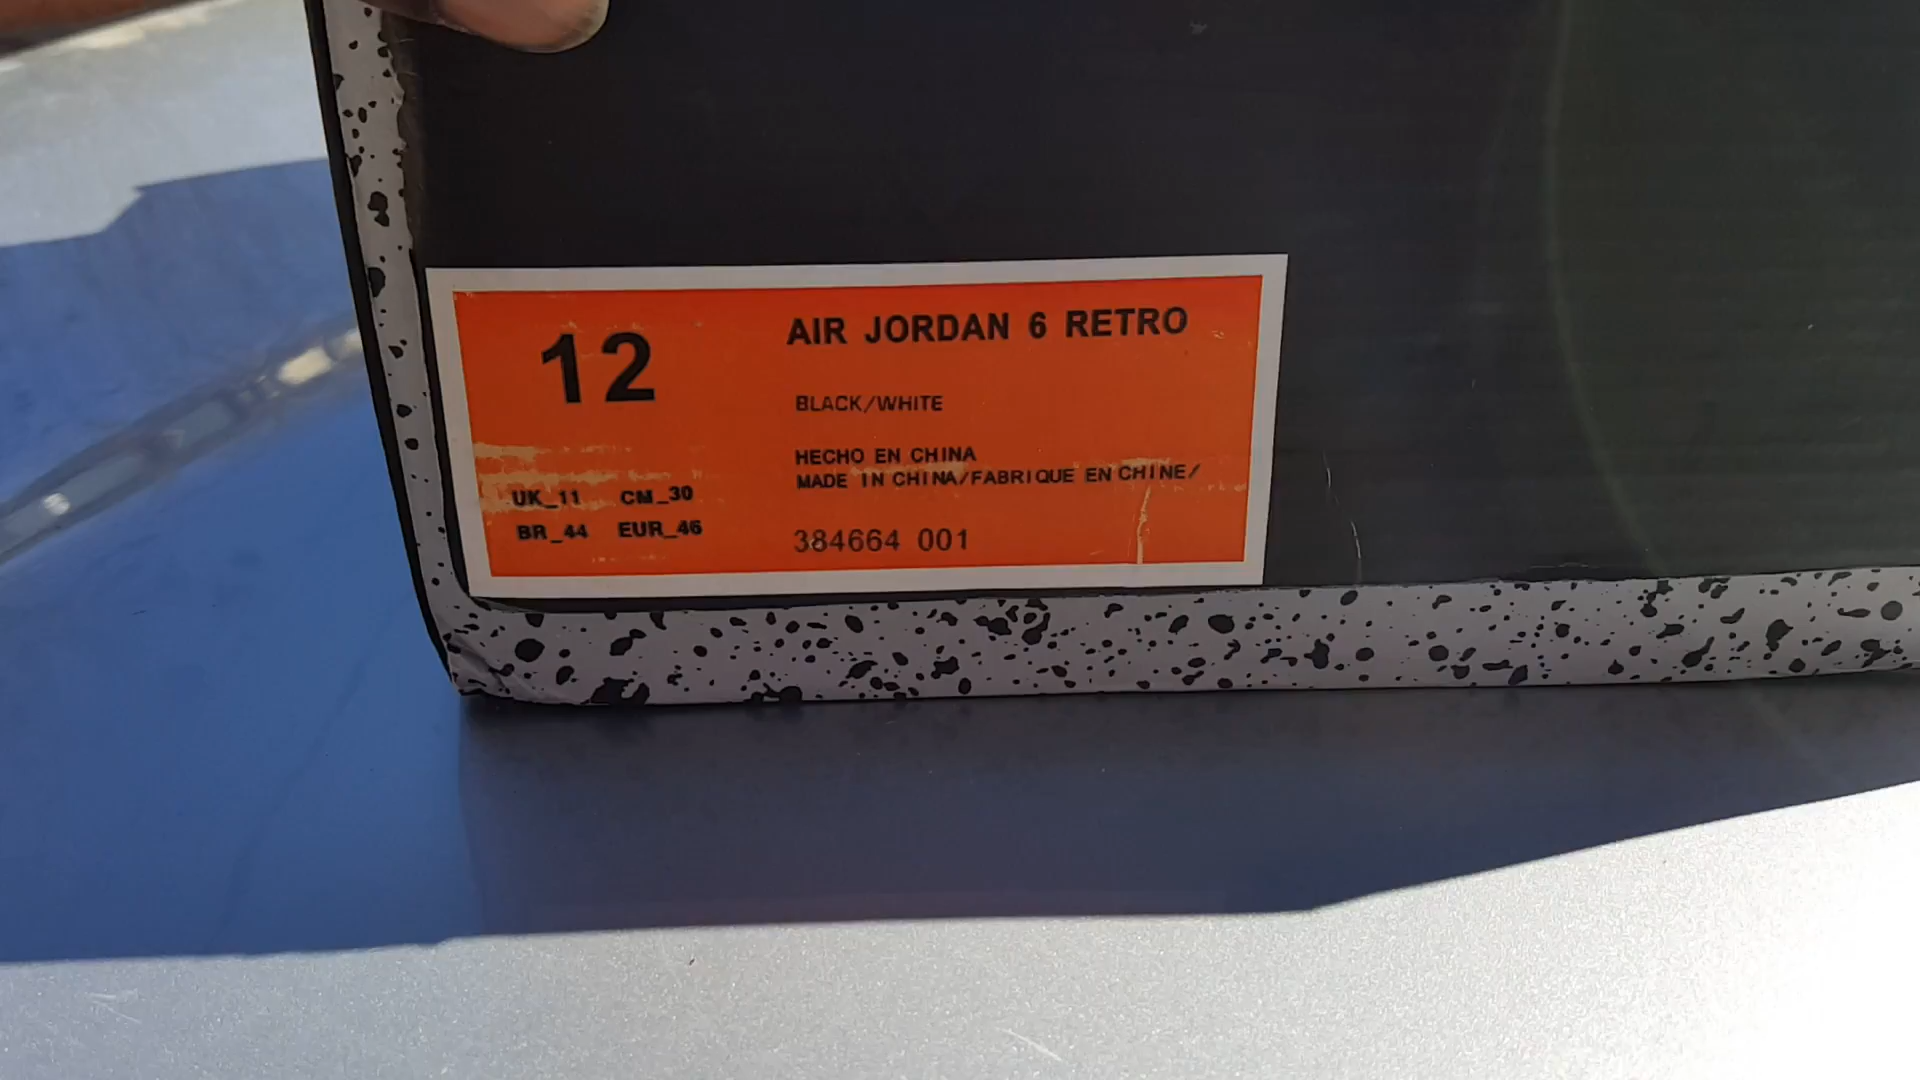 12
AIR JORDAN 6 RETRO
BLACK/WHITE
HECHO EN CHINA
MADE IN CHINA/FABRIQUE EN CHINE/
UK_11 CM_30
BR_44 EUR_46
384664 001